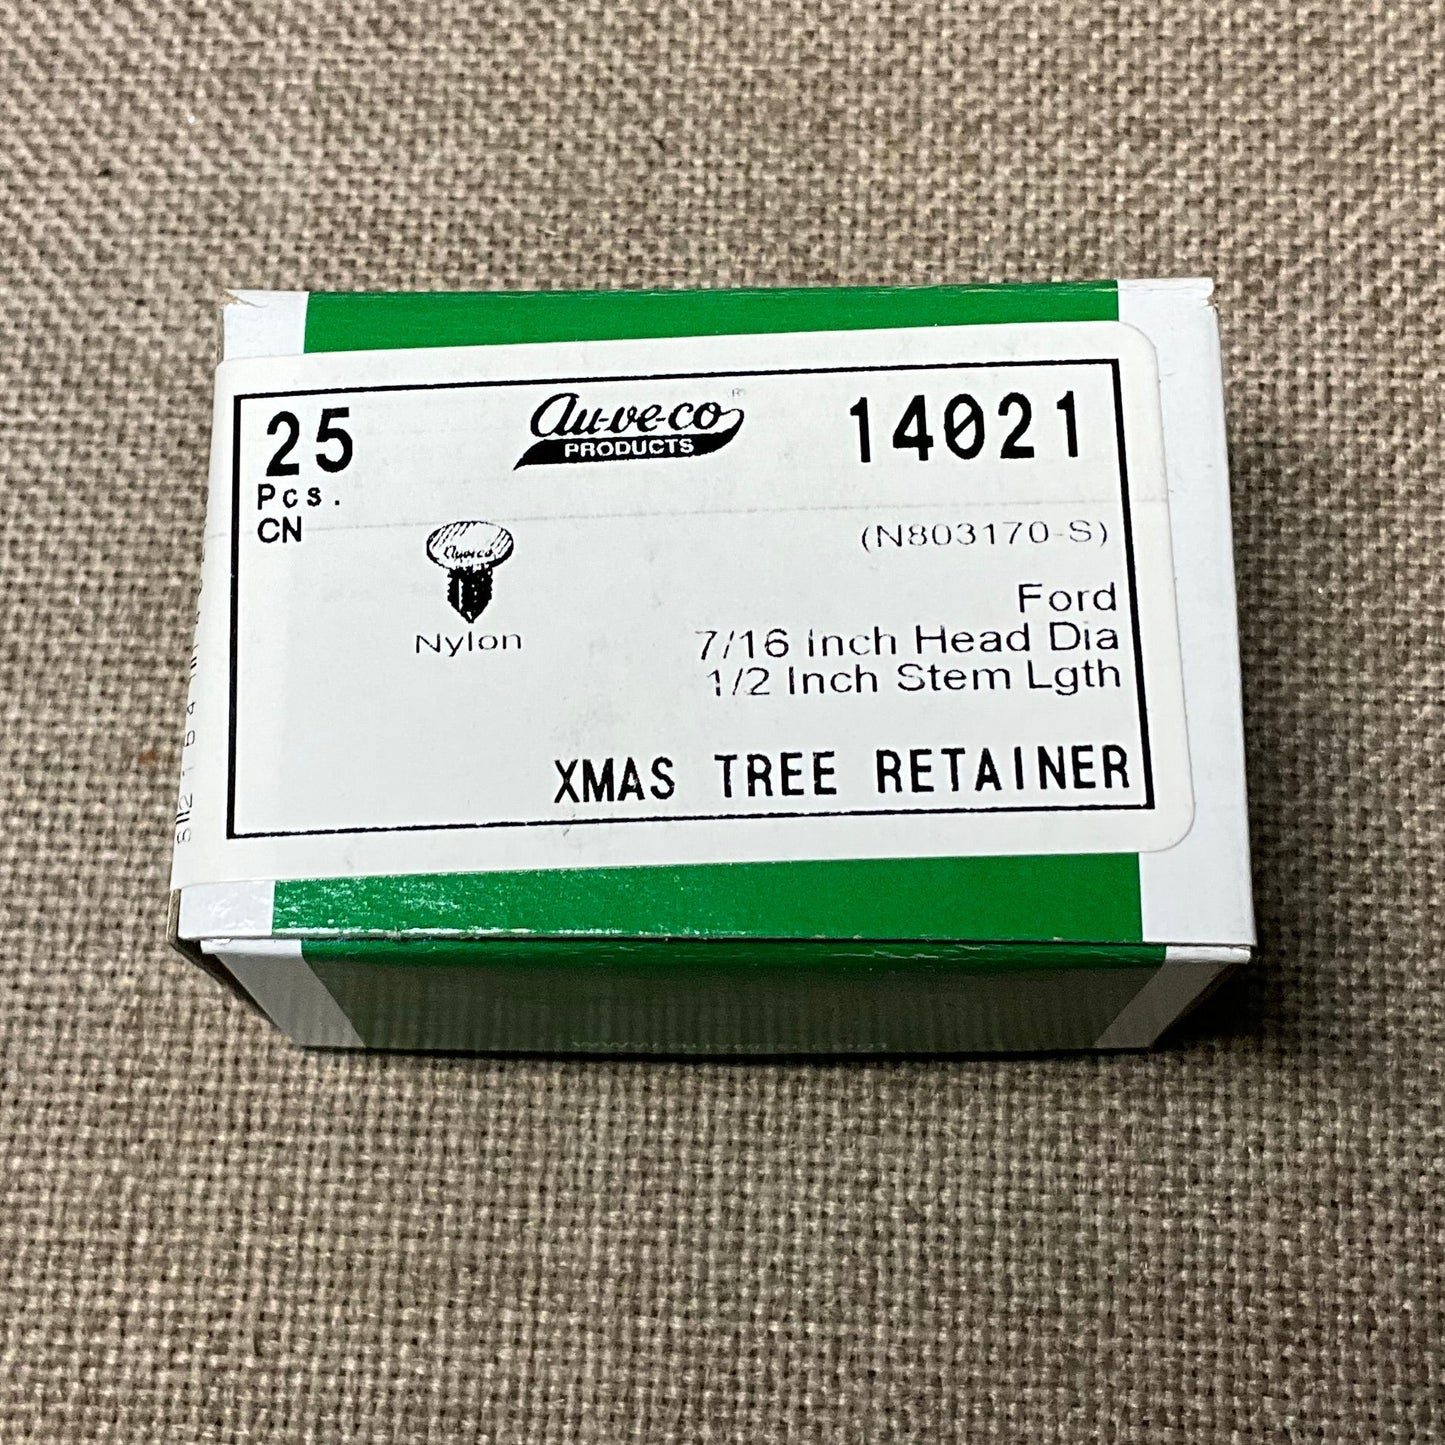 25
Pcs.
CN
au-ve-co®
PRODUCTS
14021
(N803170-S)
Auveco
Nylon
Ford
7/16 Inch Head Dia
1/2 Inch Stem Lgth
XMAS TREE RETAINER